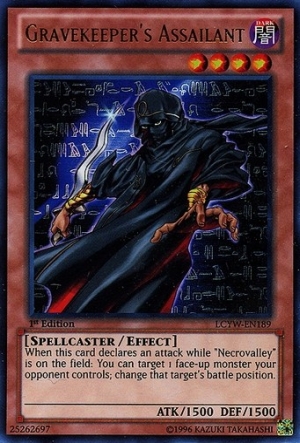 GRAVEKEEPER'S ASSAILANT
DARK
闇
1st Edition
LCYW-EN189
[SPELLCASTER / EFFECT]
When this card declares an attack while "Necrovalley"
is on the field: You can target 1 face-up monster your
opponent controls; change that target's battle position.
ATK/1500 DEF/1500
25262697
©1996 KAZUKI TAKAHASHI